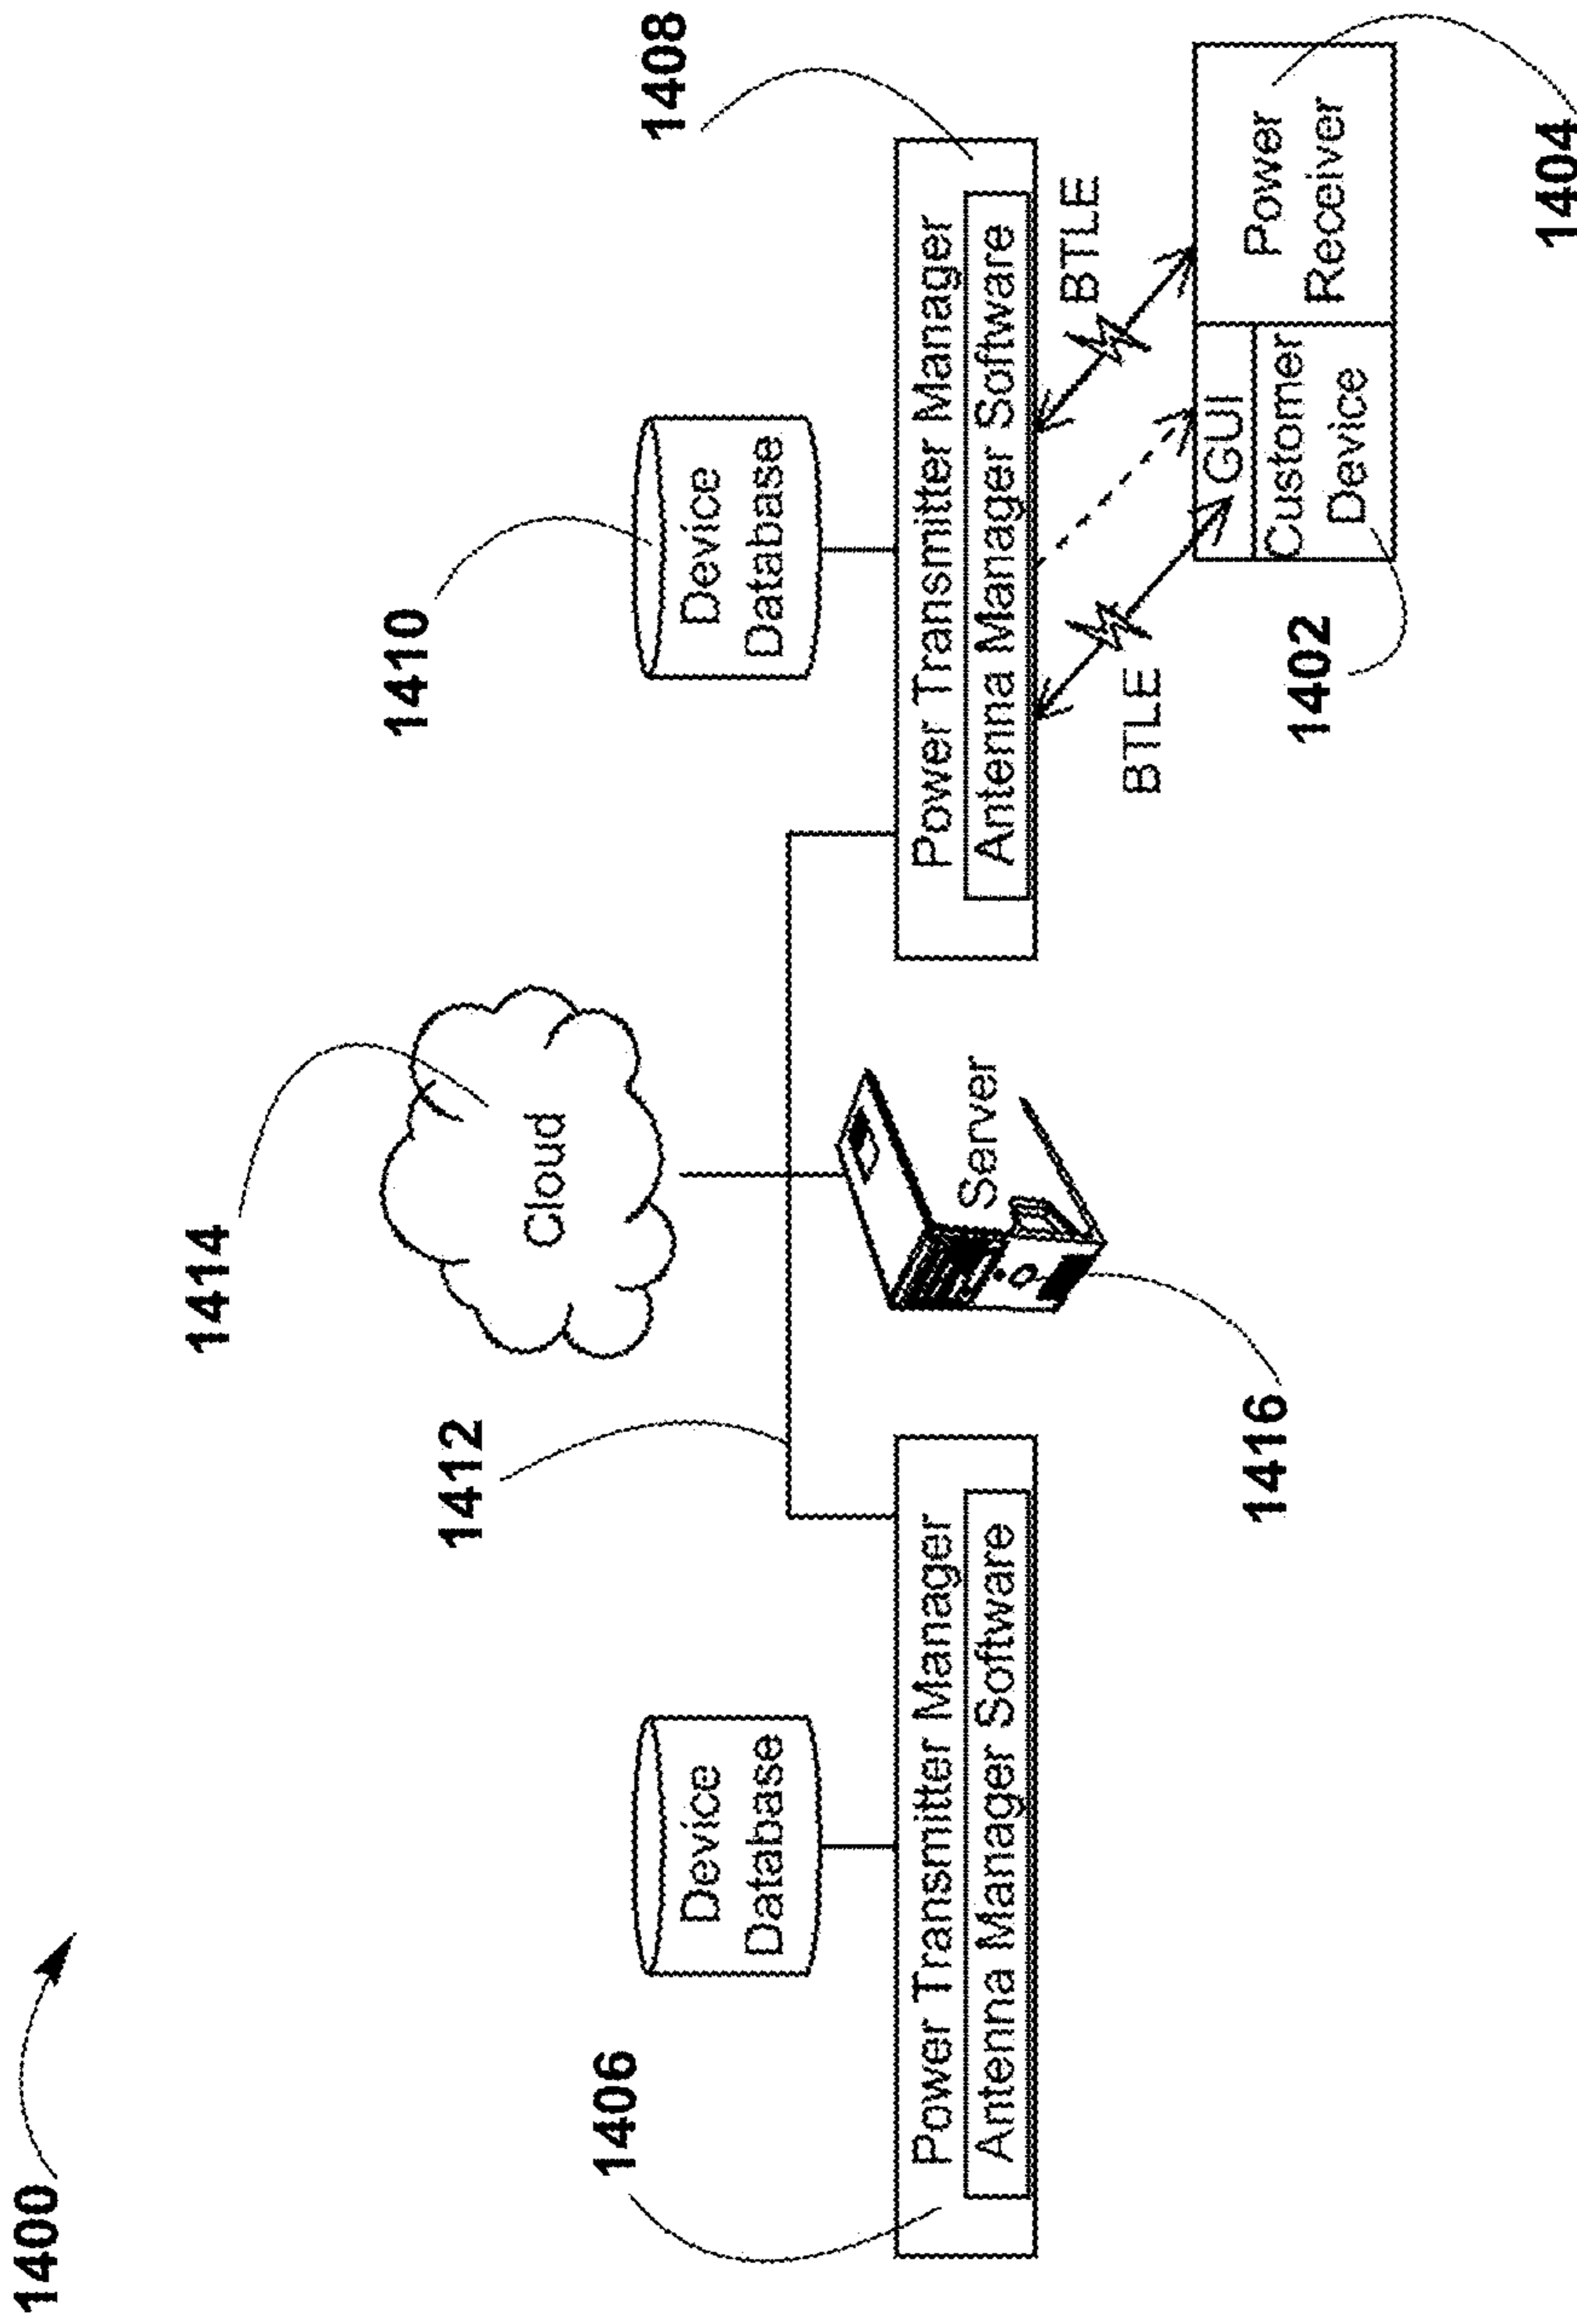 1400
1414
Cloud
1412
1410
Device
Database
1408
1406
Device
Database
Power Transmitter Manager
Antenna Manager Software
Server
1416
Power Transmitter Manager
Antenna Manager Software
BTLE
BTLE
GUI
Customer
Device
Power
Receiver
1402
1404